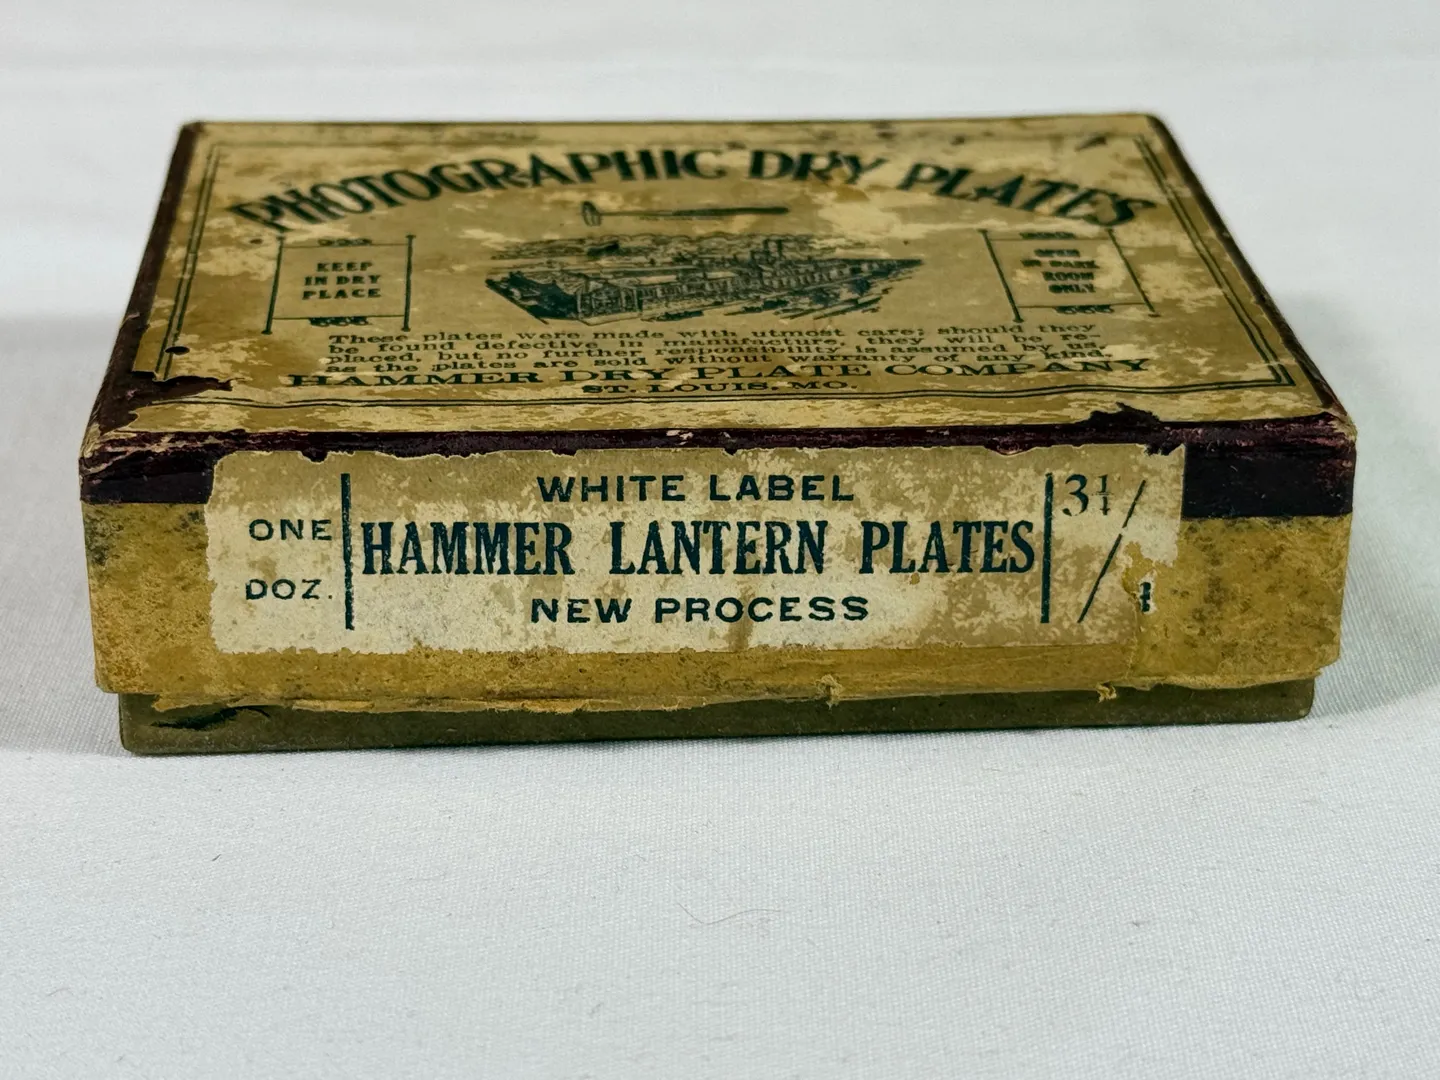 PHOTOGRAPHIC DRY PLATES
KEEP
IN DRY
PLACE
OPEN
IN DARK
ROOM
ONLY
These plates were made with utmost care; should they
be found defective in manufacture, they will be re-
placed, but no further responsibility is assumed by us,
as the plates are sold without warranty of any kind.
HAMMER DRY PLATE COMPANY
ST. LOUIS, MO.
WHITE LABEL
ONE
DOZ.
HAMMER LANTERN PLATES
NEW PROCESS
3¼